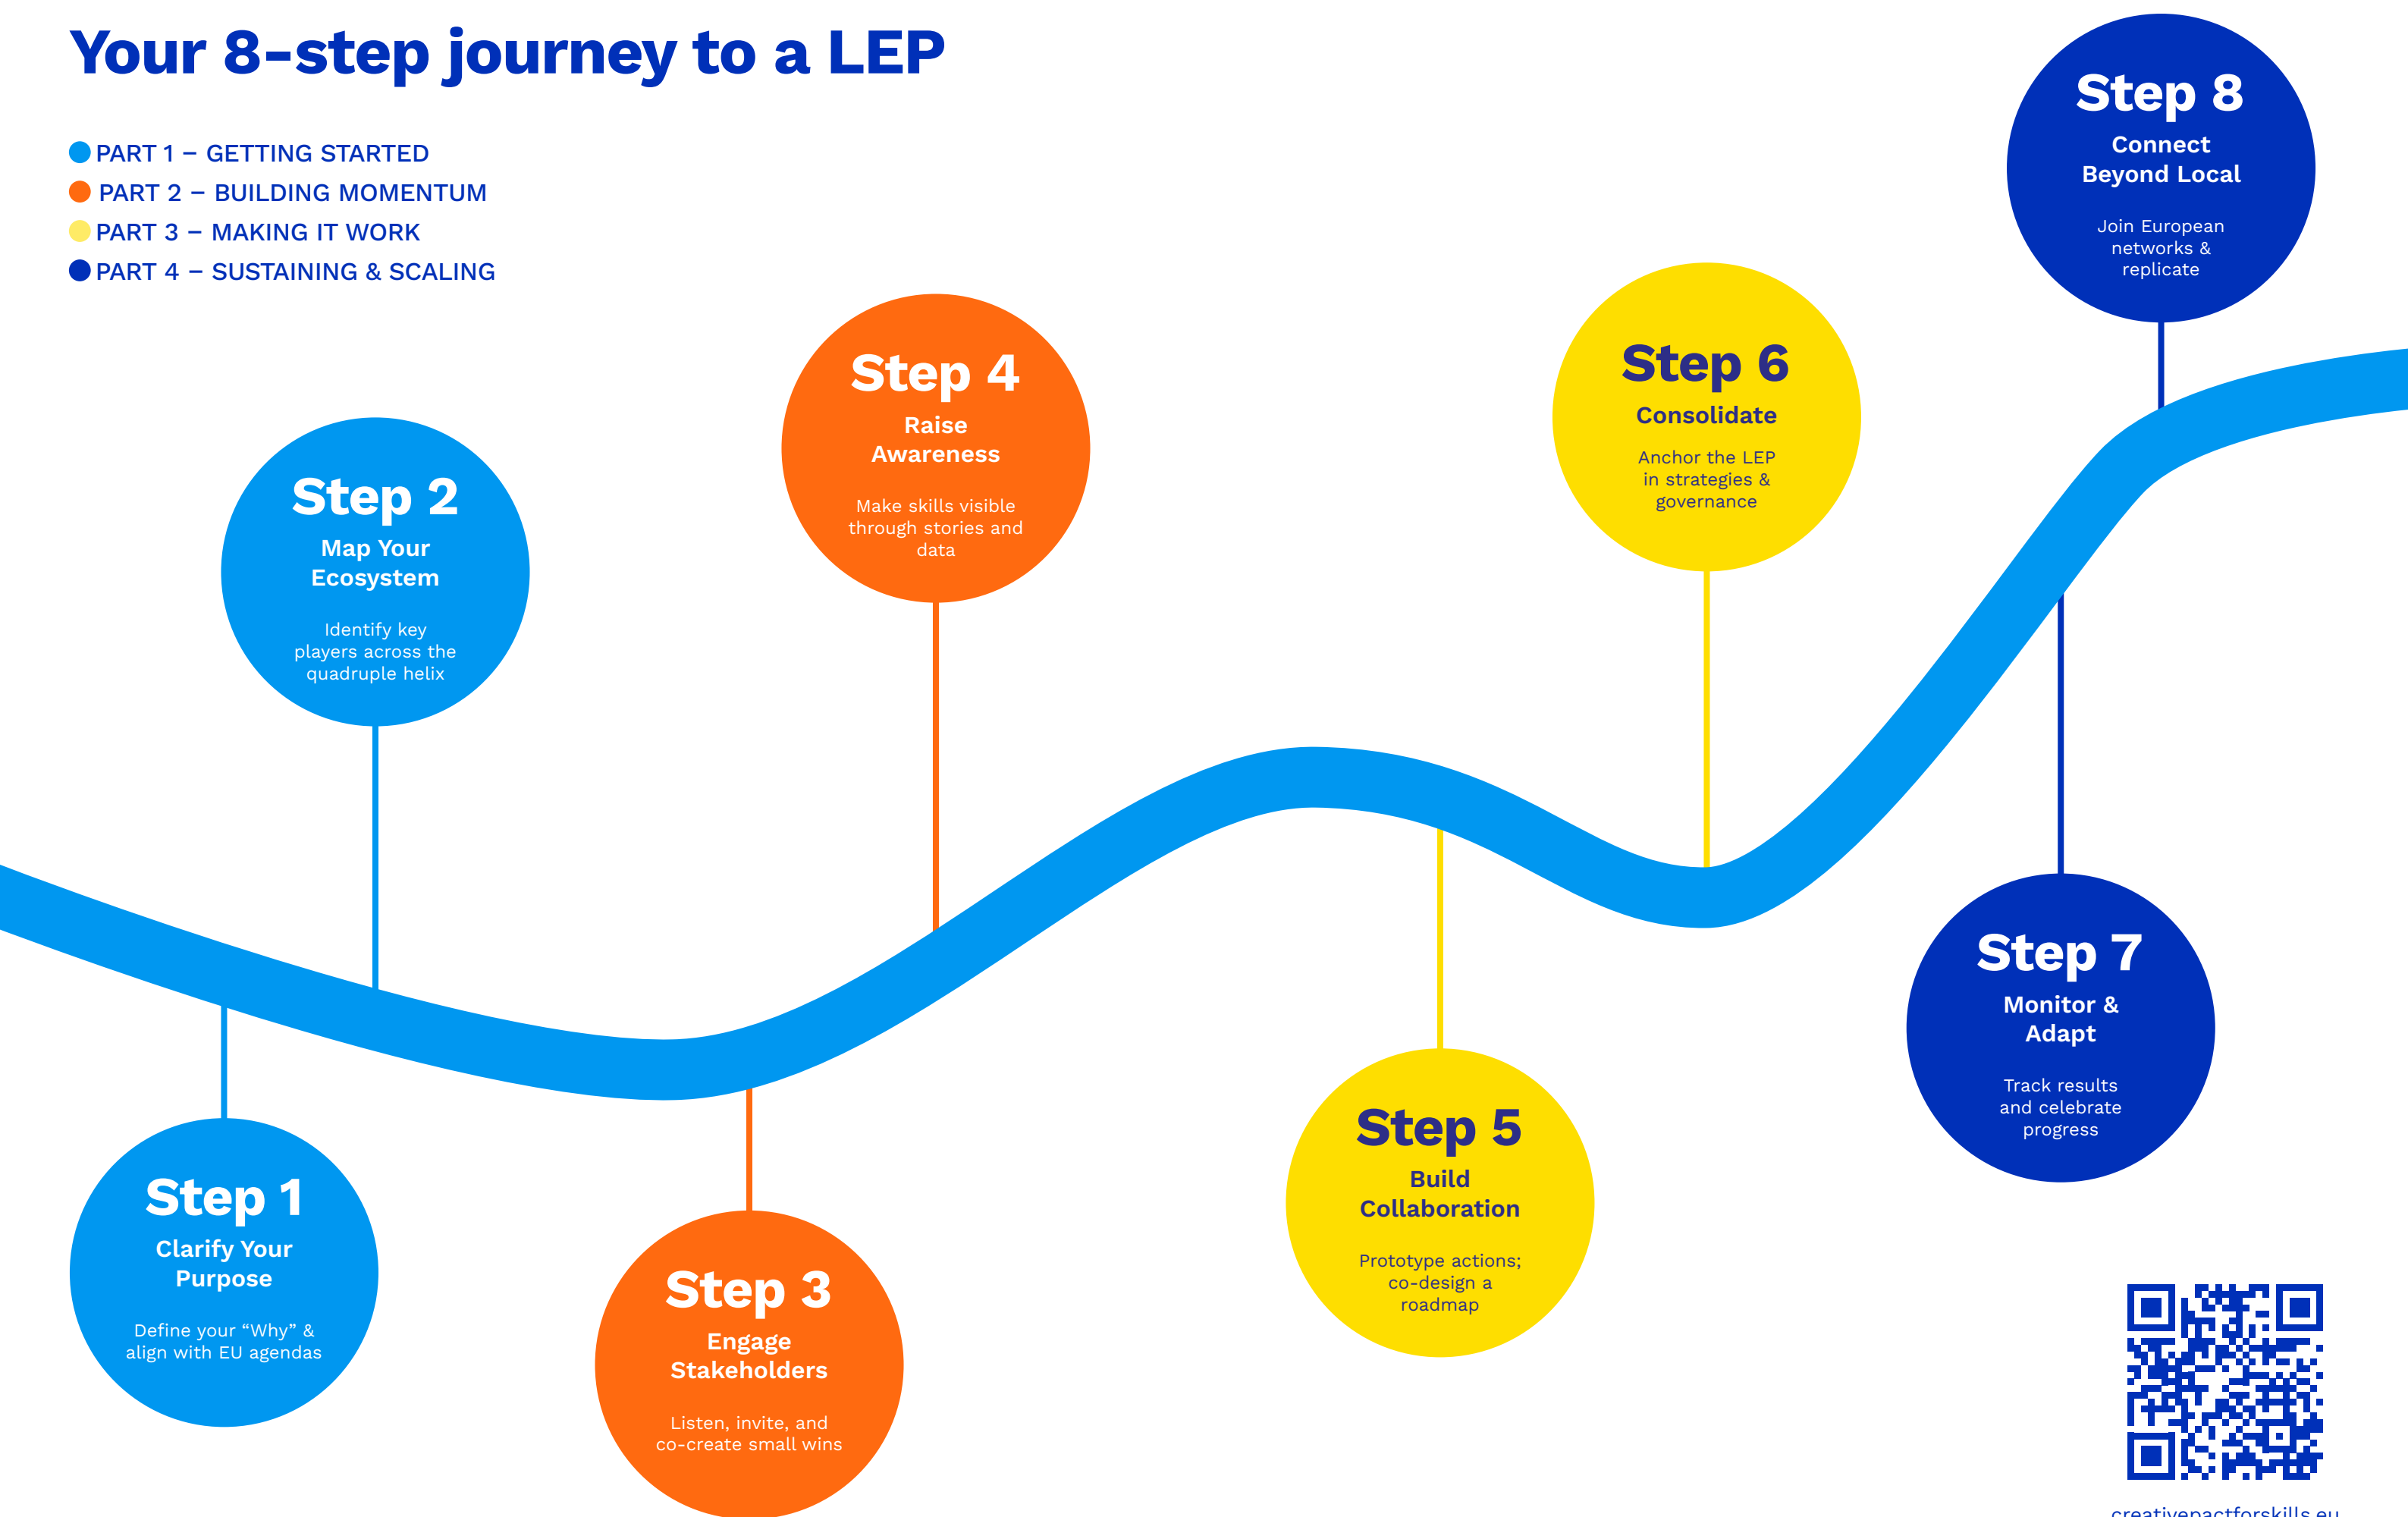 Your 8-step journey to a LEP
PART 1 – GETTING STARTED
PART 2 – BUILDING MOMENTUM
PART 3 – MAKING IT WORK
PART 4 – SUSTAINING & SCALING
Step 1
Clarify Your
Purpose
Define your “Why” &
align with EU agendas
Step 2
Map Your
Ecosystem
Identify key
players across the
quadruple helix
Step 3
Engage
Stakeholders
Listen, invite, and
co-create small wins
Step 4
Raise
Awareness
Make skills visible
through stories and
data
Step 5
Build
Collaboration
Prototype actions;
co-design a
roadmap
Step 6
Consolidate
Anchor the LEP
in strategies &
governance
Step 7
Monitor &
Adapt
Track results
and celebrate
progress
Step 8
Connect
Beyond Local
Join European
networks &
replicate
creativepactforskills.eu